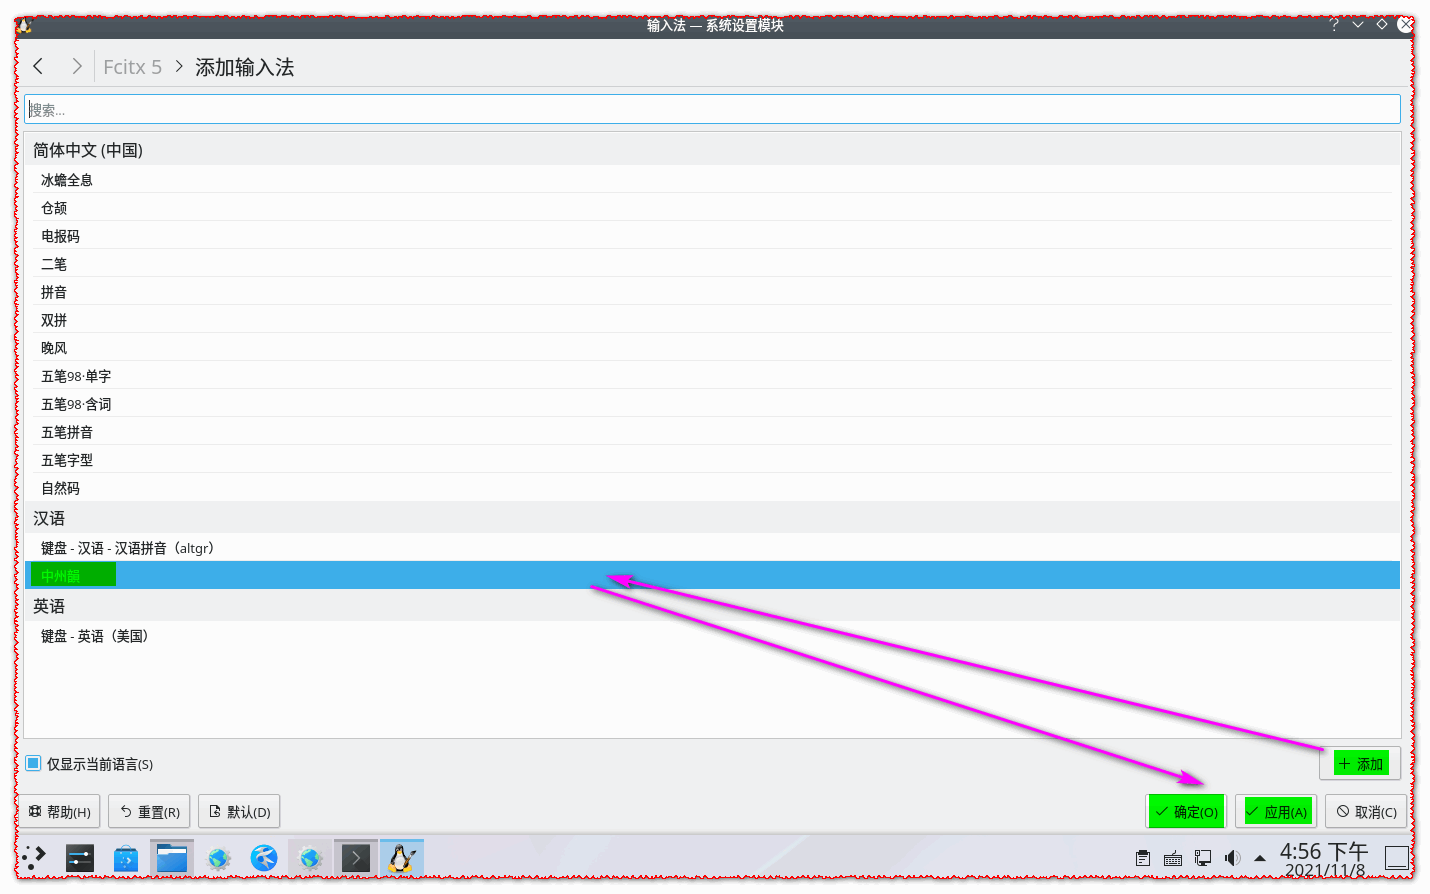 输入法 — 系统设置模块
Fcitx 5 > 添加输入法
搜索...
简体中文 (中国)
冰蟾全息
仓颉
电报码
二笔
拼音
双拼
晚风
五笔98·单字
五笔98·含词
五笔拼音
五笔字型
自然码
汉语
键盘 - 汉语 - 汉语拼音（altgr）
中州韻
英语
键盘 - 英语（美国）
仅显示当前语言(S)
+ 添加
帮助(H) 重置(R) 默认(D) 确定(O) 应用(A) 取消(C)
4:56 下午
2021/11/8